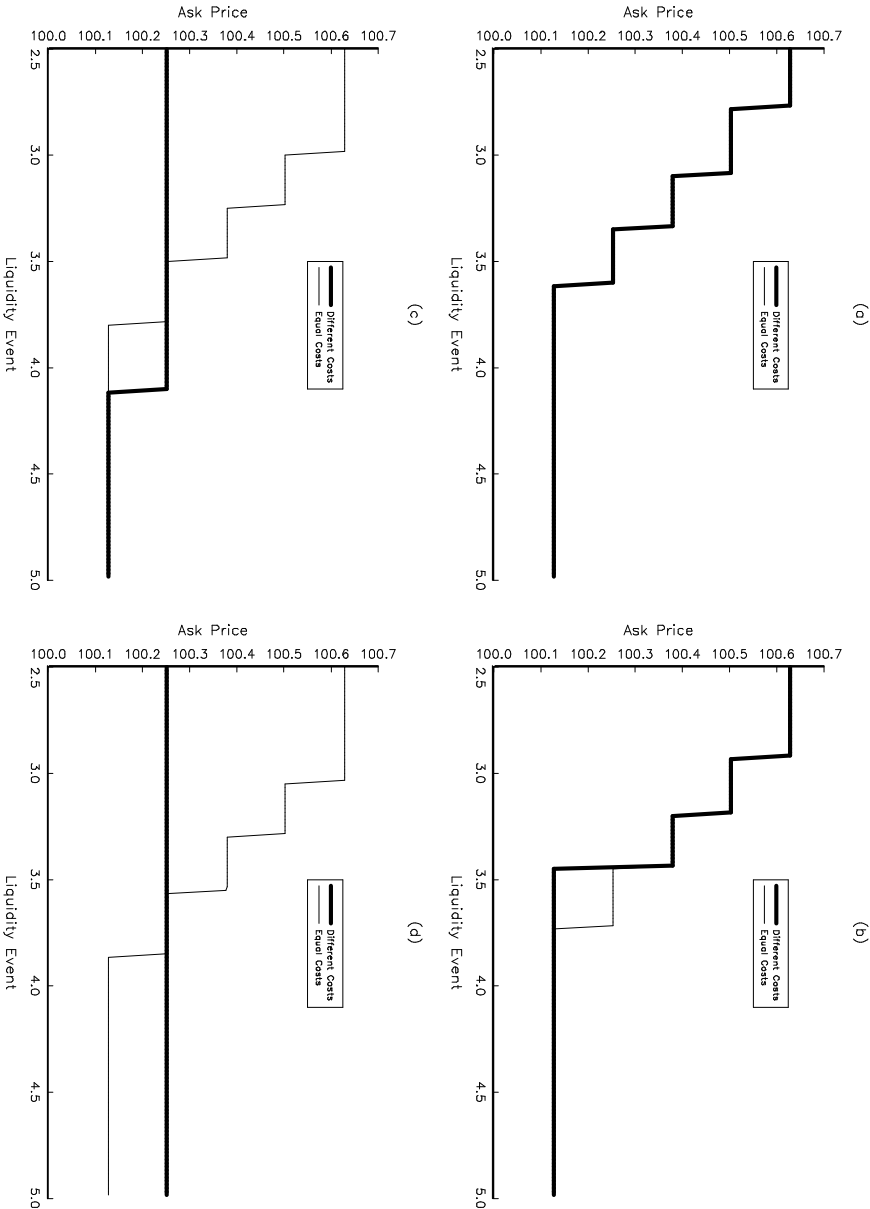 (a)
Ask Price
100.0 100.1 100.2 100.3 100.4 100.5 100.6 100.7
2.5 3.0 3.5 4.0 4.5 5.0
Liquidity Event
Different Costs
Equal Costs
(b)
Ask Price
100.0 100.1 100.2 100.3 100.4 100.5 100.6 100.7
2.5 3.0 3.5 4.0 4.5 5.0
Liquidity Event
Different Costs
Equal Costs
(c)
Ask Price
100.0 100.1 100.2 100.3 100.4 100.5 100.6 100.7
2.5 3.0 3.5 4.0 4.5 5.0
Liquidity Event
Different Costs
Equal Costs
(d)
Ask Price
100.0 100.1 100.2 100.3 100.4 100.5 100.6 100.7
2.5 3.0 3.5 4.0 4.5 5.0
Liquidity Event
Different Costs
Equal Costs